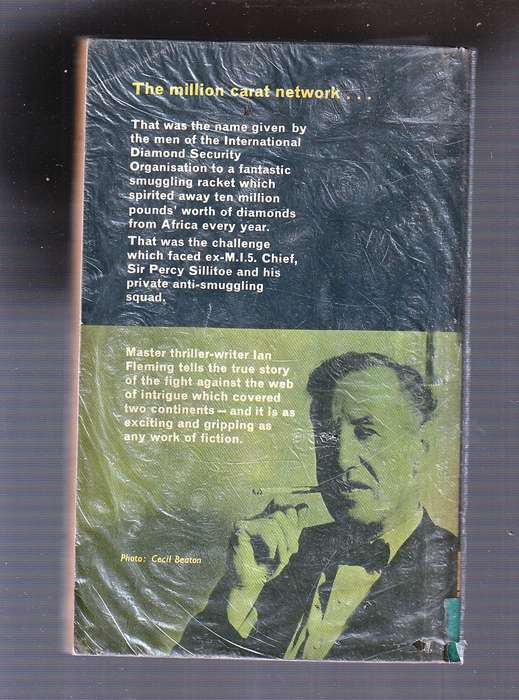 The million carat network . . .
That was the name given by
the men of the International
Diamond Security
Organisation to a fantastic
smuggling racket which
spirited away ten million
pounds' worth of diamonds
from Africa every year.
That was the challenge
which faced ex-M.I.5. Chief,
Sir Percy Sillitoe and his
private anti-smuggling
squad.
Master thriller-writer Ian
Fleming tells the true story
of the fight against the web
of intrigue which covered
two continents — and it is as
exciting and gripping as
any work of fiction.
Photo: Cecil Beaton